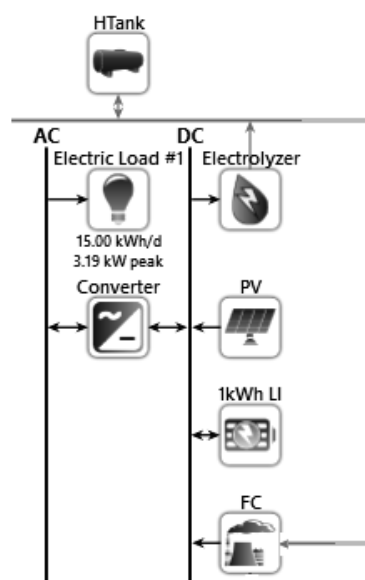 HTank
AC
DC
Electric Load #1
Electrolyzer
15.00 kWh/d
3.19 kW peak
Converter
PV
1kWh LI
FC